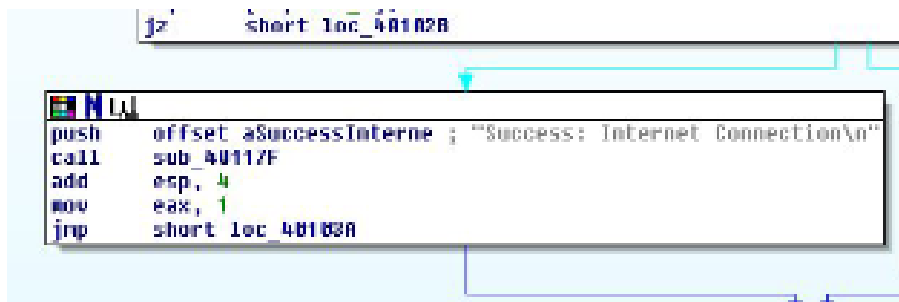 jz short loc_40102B
push offset aSuccessInterne ; "Success: Internet Connection\n"
call sub_40117F
add esp, 4
mov eax, 1
jmp short loc_40103A